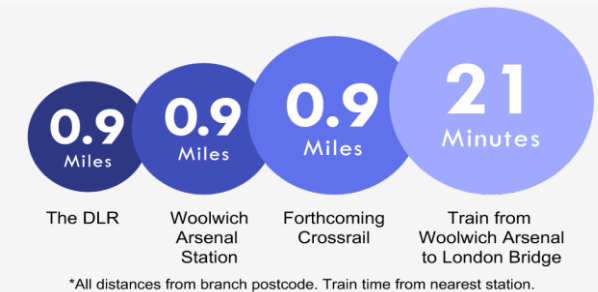 0.9
Miles
0.9
Miles
0.9
Miles
21
Minutes
The DLR
Woolwich
Arsenal
Station
Forthcoming
Crossrail
Train from
Woolwich Arsenal
to London Bridge
*All distances from branch postcode. Train time from nearest station.